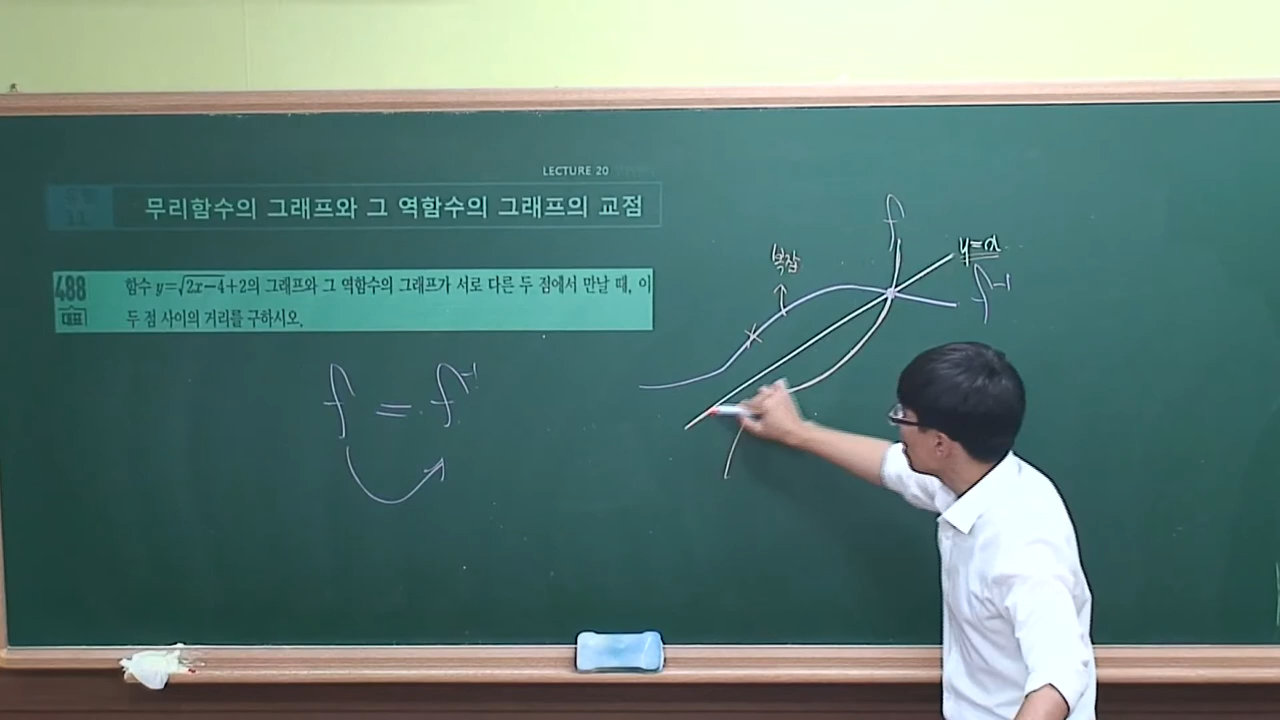 LECTURE 20
무리함수의 그래프와 그 역함수의 그래프의 교점
488 함수 y=√2x−4+2의 그래프와 그 역함수의 그래프가 서로 다른 두 점에서 만날 때, 이
대표 두 점 사이의 거리를 구하시오.
f = f⁻¹
f
복잡
y=x
f⁻¹